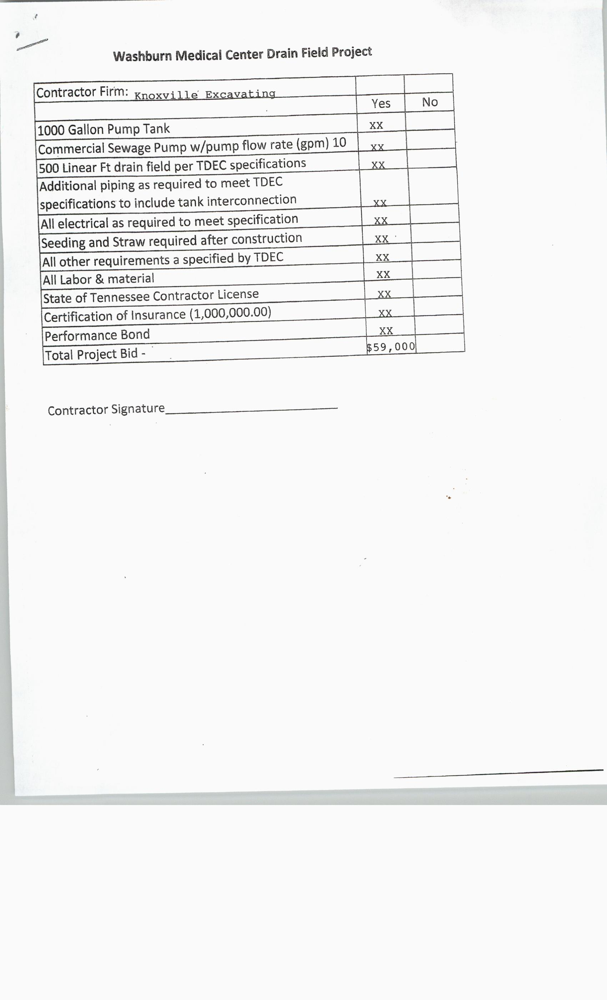 Washburn Medical Center Drain Field Project
Contractor Firm: Knoxville Excavating
Yes No
1000 Gallon Pump Tank XX
Commercial Sewage Pump w/pump flow rate (gpm) 10 XX
500 Linear Ft drain field per TDEC specifications XX
Additional piping as required to meet TDEC
specifications to include tank interconnection XX
All electrical as required to meet specification XX
Seeding and Straw required after construction XX
All other requirements a specified by TDEC XX
All Labor & material XX
State of Tennessee Contractor License XX
Certification of Insurance (1,000,000.00) XX
Performance Bond XX
Total Project Bid - $59,000
Contractor Signature